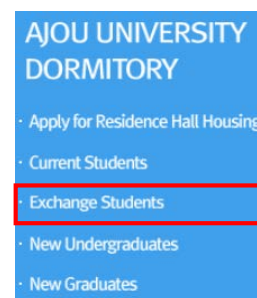 AJOU UNIVERSITY
DORMITORY
· Apply for Residence Hall Housing
· Current Students
· Exchange Students
· New Undergraduates
· New Graduates